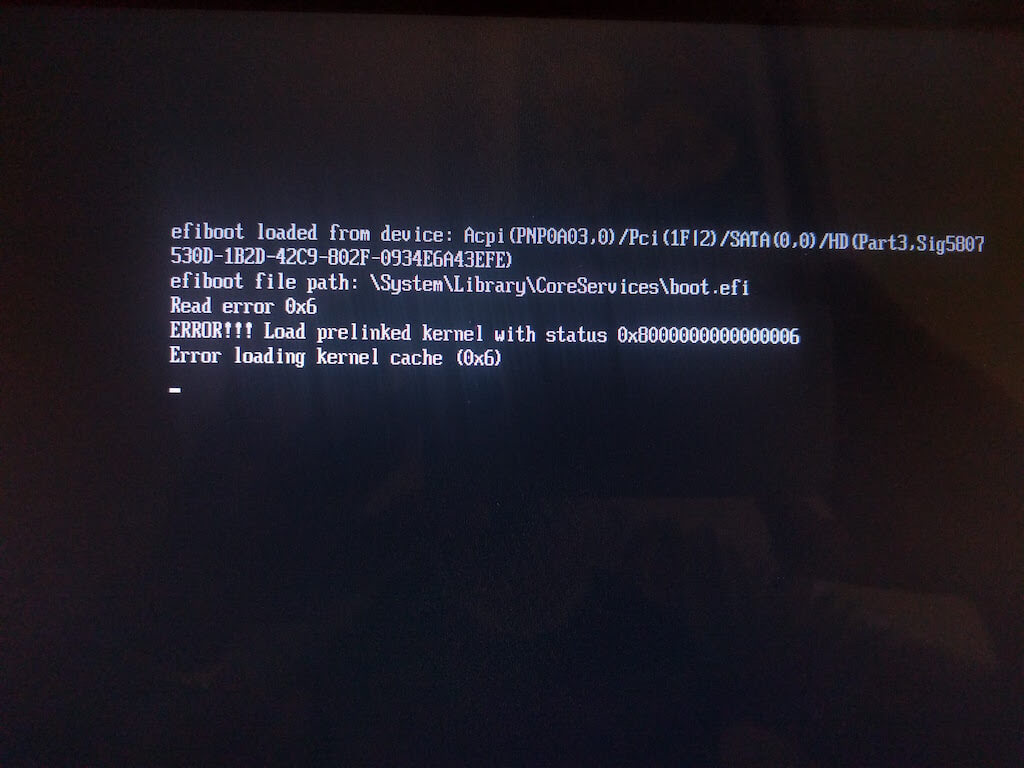 efiboot loaded from device: Acpi(PNP0A03,0)/Pci(1F|2)/SATA(0,0)/HD(Part3,Sig5807
530D-1B2D-42C9-802F-0934E6A43EFE)
efiboot file path: \System\Library\CoreServices\boot.efi
Read error 0x6
ERROR!!! Load prelinked kernel with status 0x8000000000000006
Error loading kernel cache (0x6)